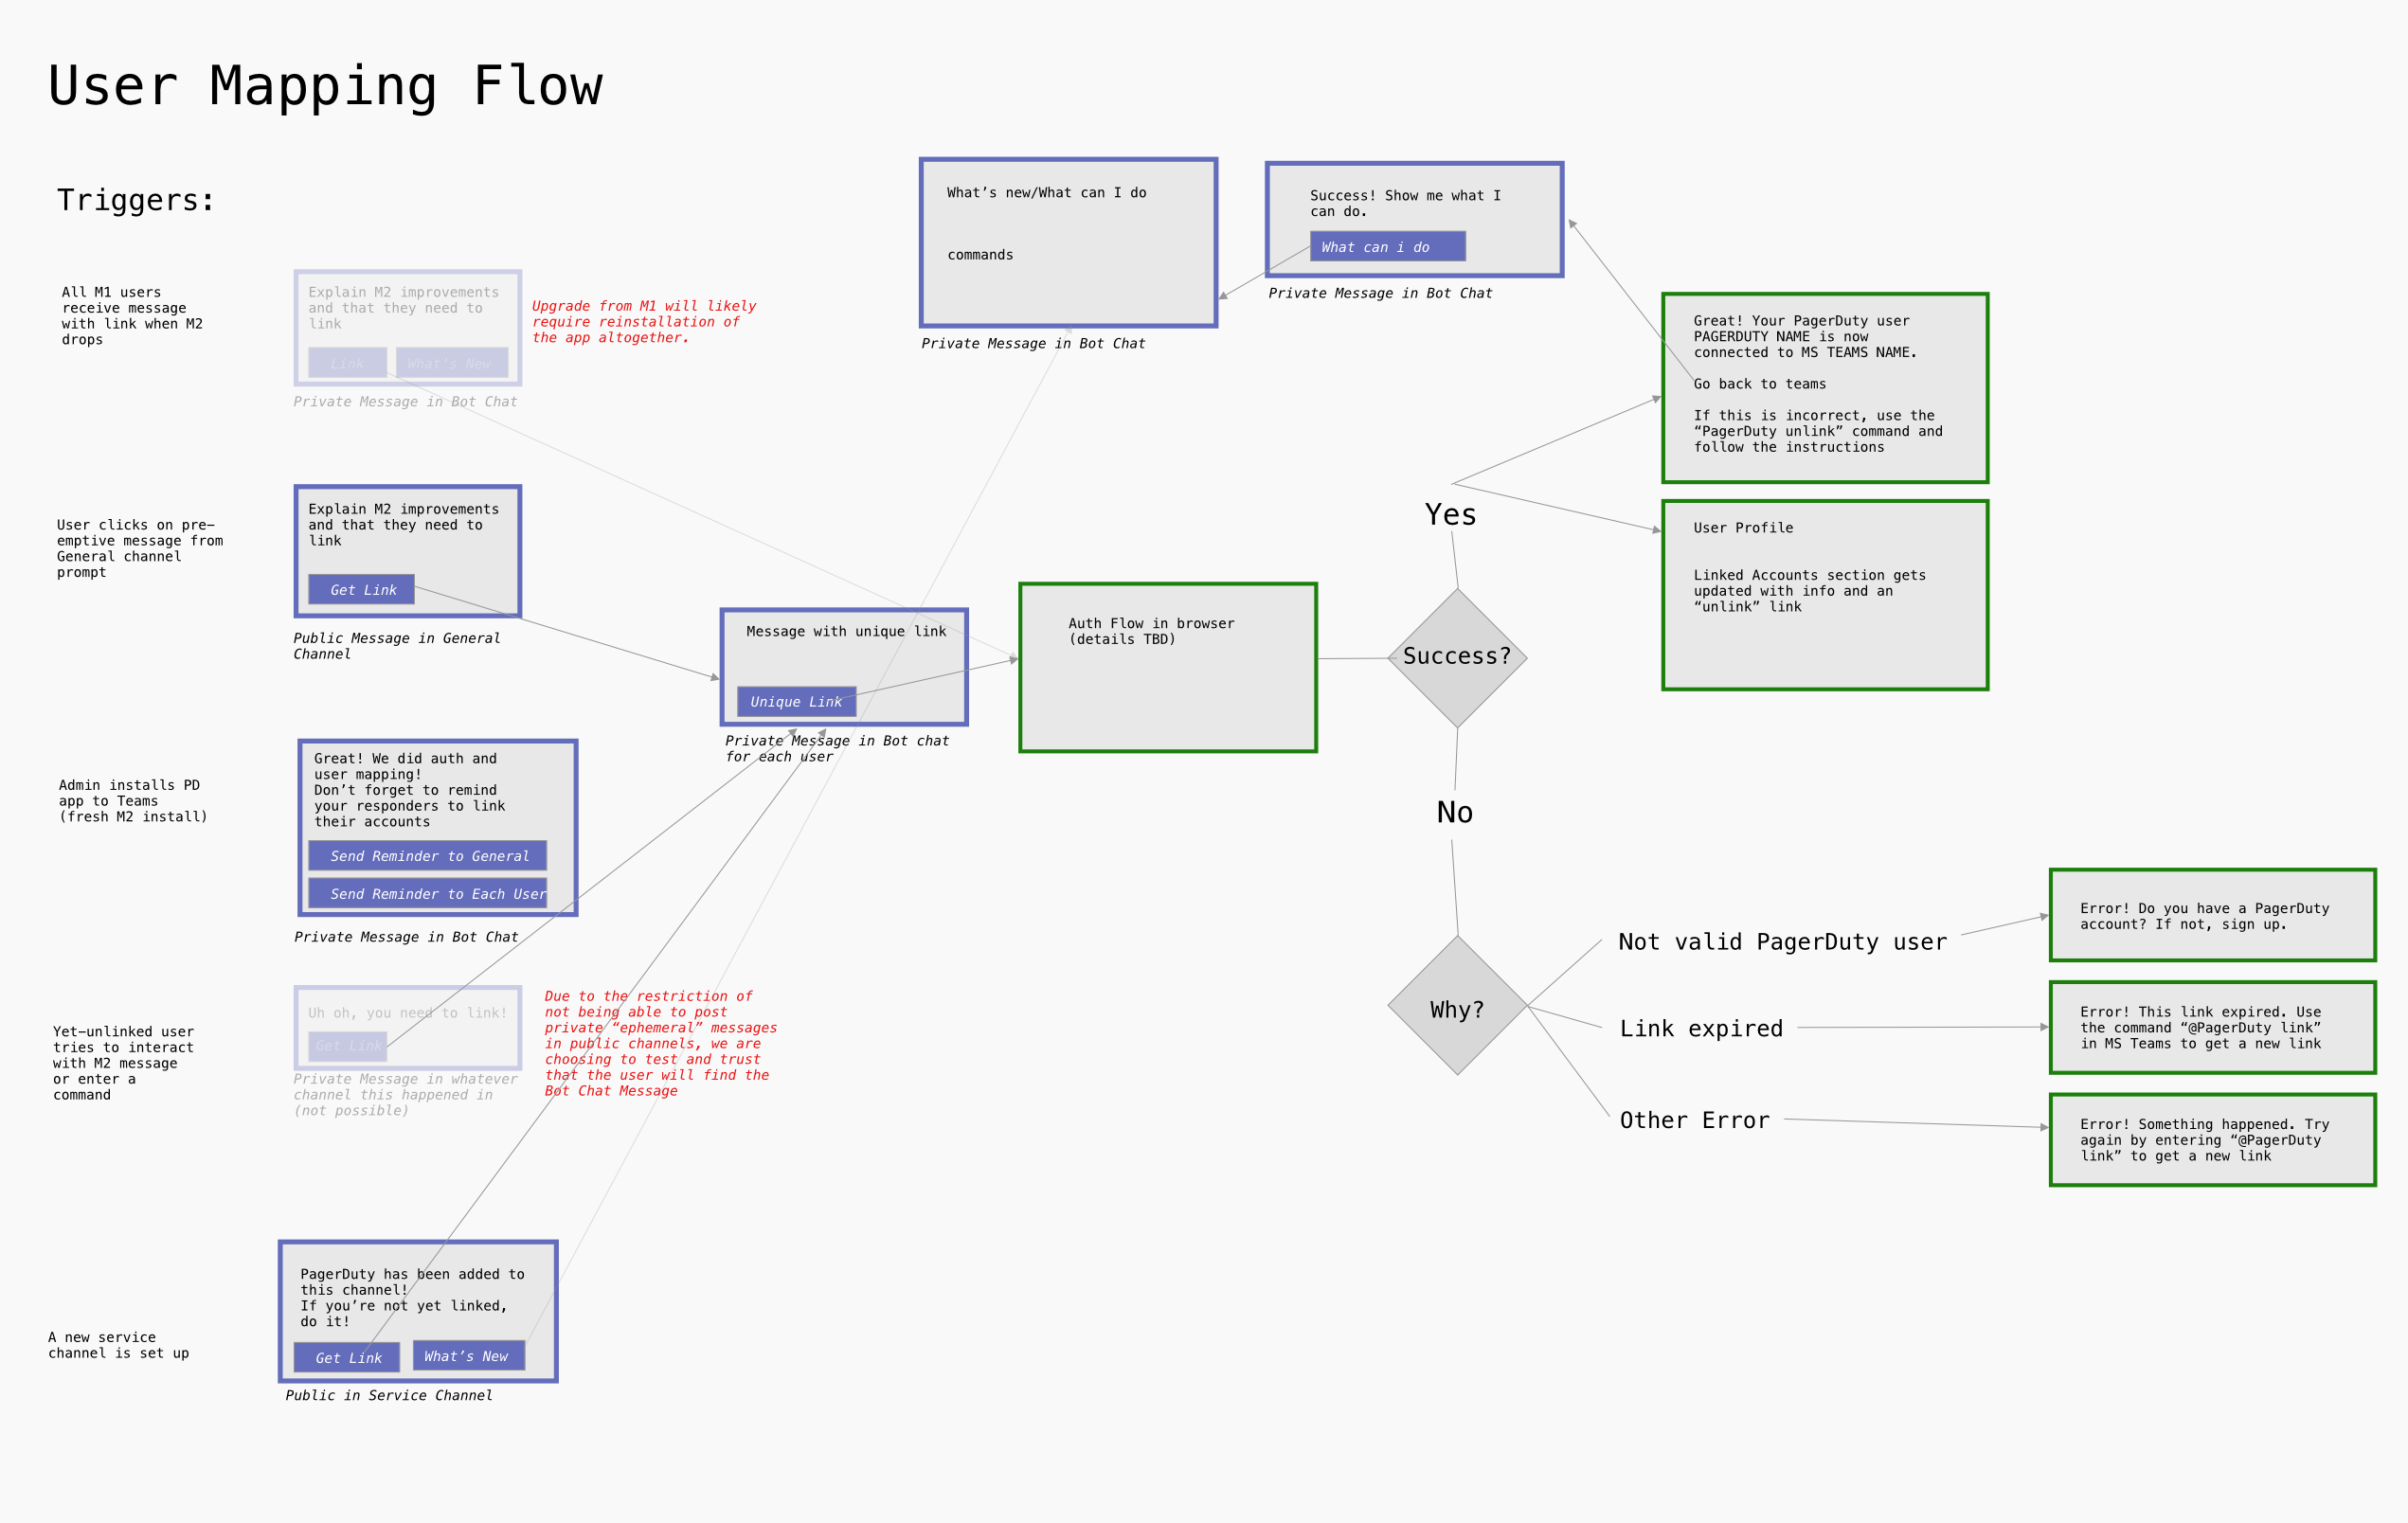 User Mapping Flow
Triggers:
All M1 users
receive message
with link when M2
drops
Explain M2 improvements
and that they need to
link
Link
What's New
Private Message in Bot Chat
Upgrade from M1 will likely
require reinstallation of
the app altogether.
User clicks on pre-
emptive message from
General channel
prompt
Explain M2 improvements
and that they need to
link
Get Link
Public Message in General
Channel
Admin installs PD
app to Teams
(fresh M2 install)
Great! We did auth and
user mapping!
Don't forget to remind
your responders to link
their accounts
Send Reminder to General
Send Reminder to Each User
Private Message in Bot Chat
Yet-unlinked user
tries to interact
with M2 message
or enter a
command
Uh oh, you need to link!
Get Link
Private Message in whatever
channel this happened in
(not possible)
Due to the restriction of
not being able to post
private “ephemeral” messages
in public channels, we are
choosing to test and trust
that the user will find the
Bot Chat Message
A new service
channel is set up
PagerDuty has been added to
this channel!
If you're not yet linked,
do it!
Get Link
What's New
Public in Service Channel
Message with unique link
Unique Link
Private Message in Bot chat
for each user
What's new/What can I do
commands
Private Message in Bot Chat
Success! Show me what I
can do.
What can i do
Private Message in Bot Chat
Auth Flow in browser
(details TBD)
Success?
Yes
Great! Your PagerDuty user
PAGERDUTY NAME is now
connected to MS TEAMS NAME.
Go back to teams
If this is incorrect, use the
“PagerDuty unlink” command and
follow the instructions
User Profile
Linked Accounts section gets
updated with info and an
“unlink” link
No
Why?
Not valid PagerDuty user
Error! Do you have a PagerDuty
account? If not, sign up.
Link expired
Error! This link expired. Use
the command “@PagerDuty link”
in MS Teams to get a new link
Other Error
Error! Something happened. Try
again by entering “@PagerDuty
link” to get a new link